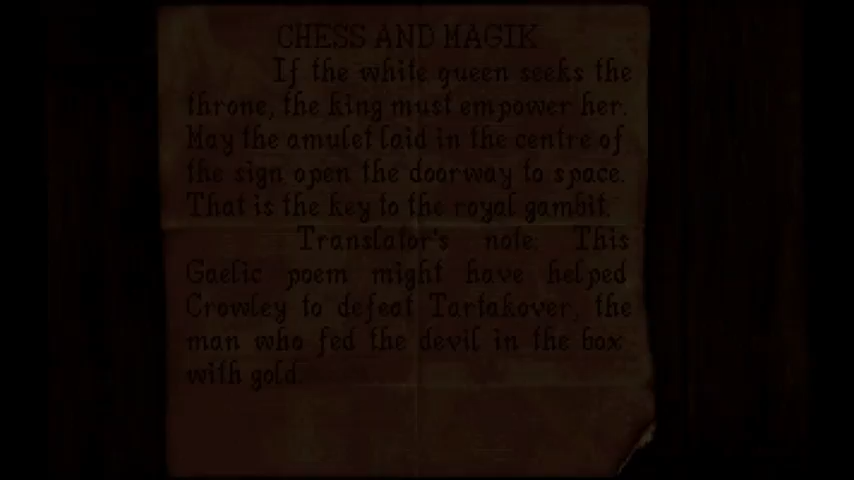 CHESS AND MAGIK
If the white queen seeks the
throne, the king must empower her.
May the amulet laid in the centre of
the sign open the doorway to space.
That is the key to the royal gambit.
Translator's note: This
Gaelic poem might have helped
Crowley to defeat Tartakover, the
man who fed the devil in the box
with gold.